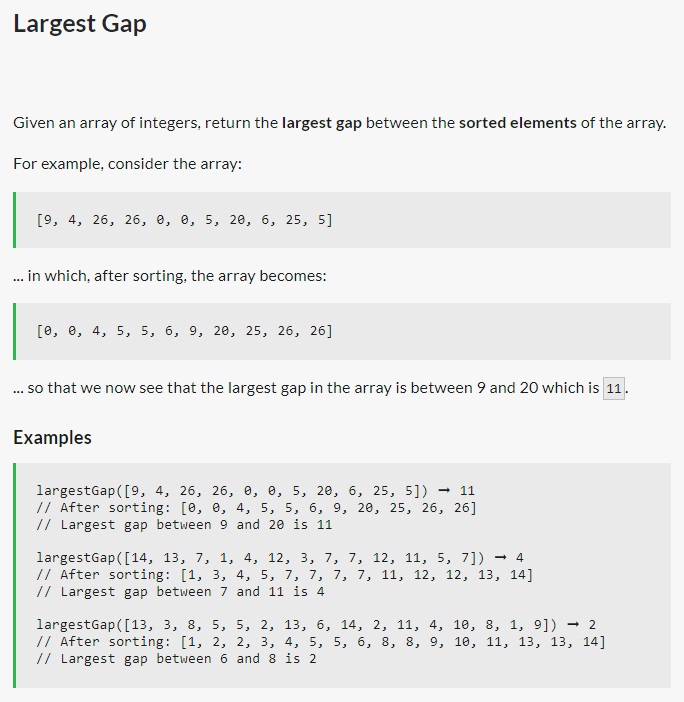 Largest Gap
Given an array of integers, return the largest gap between the sorted elements of the array.
For example, consider the array:
[9, 4, 26, 26, 0, 0, 5, 20, 6, 25, 5]
... in which, after sorting, the array becomes:
[0, 0, 4, 5, 5, 6, 9, 20, 25, 26, 26]
... so that we now see that the largest gap in the array is between 9 and 20 which is 11.
Examples
largestGap([9, 4, 26, 26, 0, 0, 5, 20, 6, 25, 5]) → 11
// After sorting: [0, 0, 4, 5, 5, 6, 9, 20, 25, 26, 26]
// Largest gap between 9 and 20 is 11
largestGap([14, 13, 7, 1, 4, 12, 3, 7, 7, 12, 11, 5, 7]) → 4
// After sorting: [1, 3, 4, 5, 7, 7, 7, 7, 11, 12, 12, 13, 14]
// Largest gap between 7 and 11 is 4
largestGap([13, 3, 8, 5, 5, 2, 13, 6, 14, 2, 11, 4, 10, 8, 1, 9]) → 2
// After sorting: [1, 2, 2, 3, 4, 5, 5, 6, 8, 8, 9, 10, 11, 13, 13, 14]
// Largest gap between 6 and 8 is 2